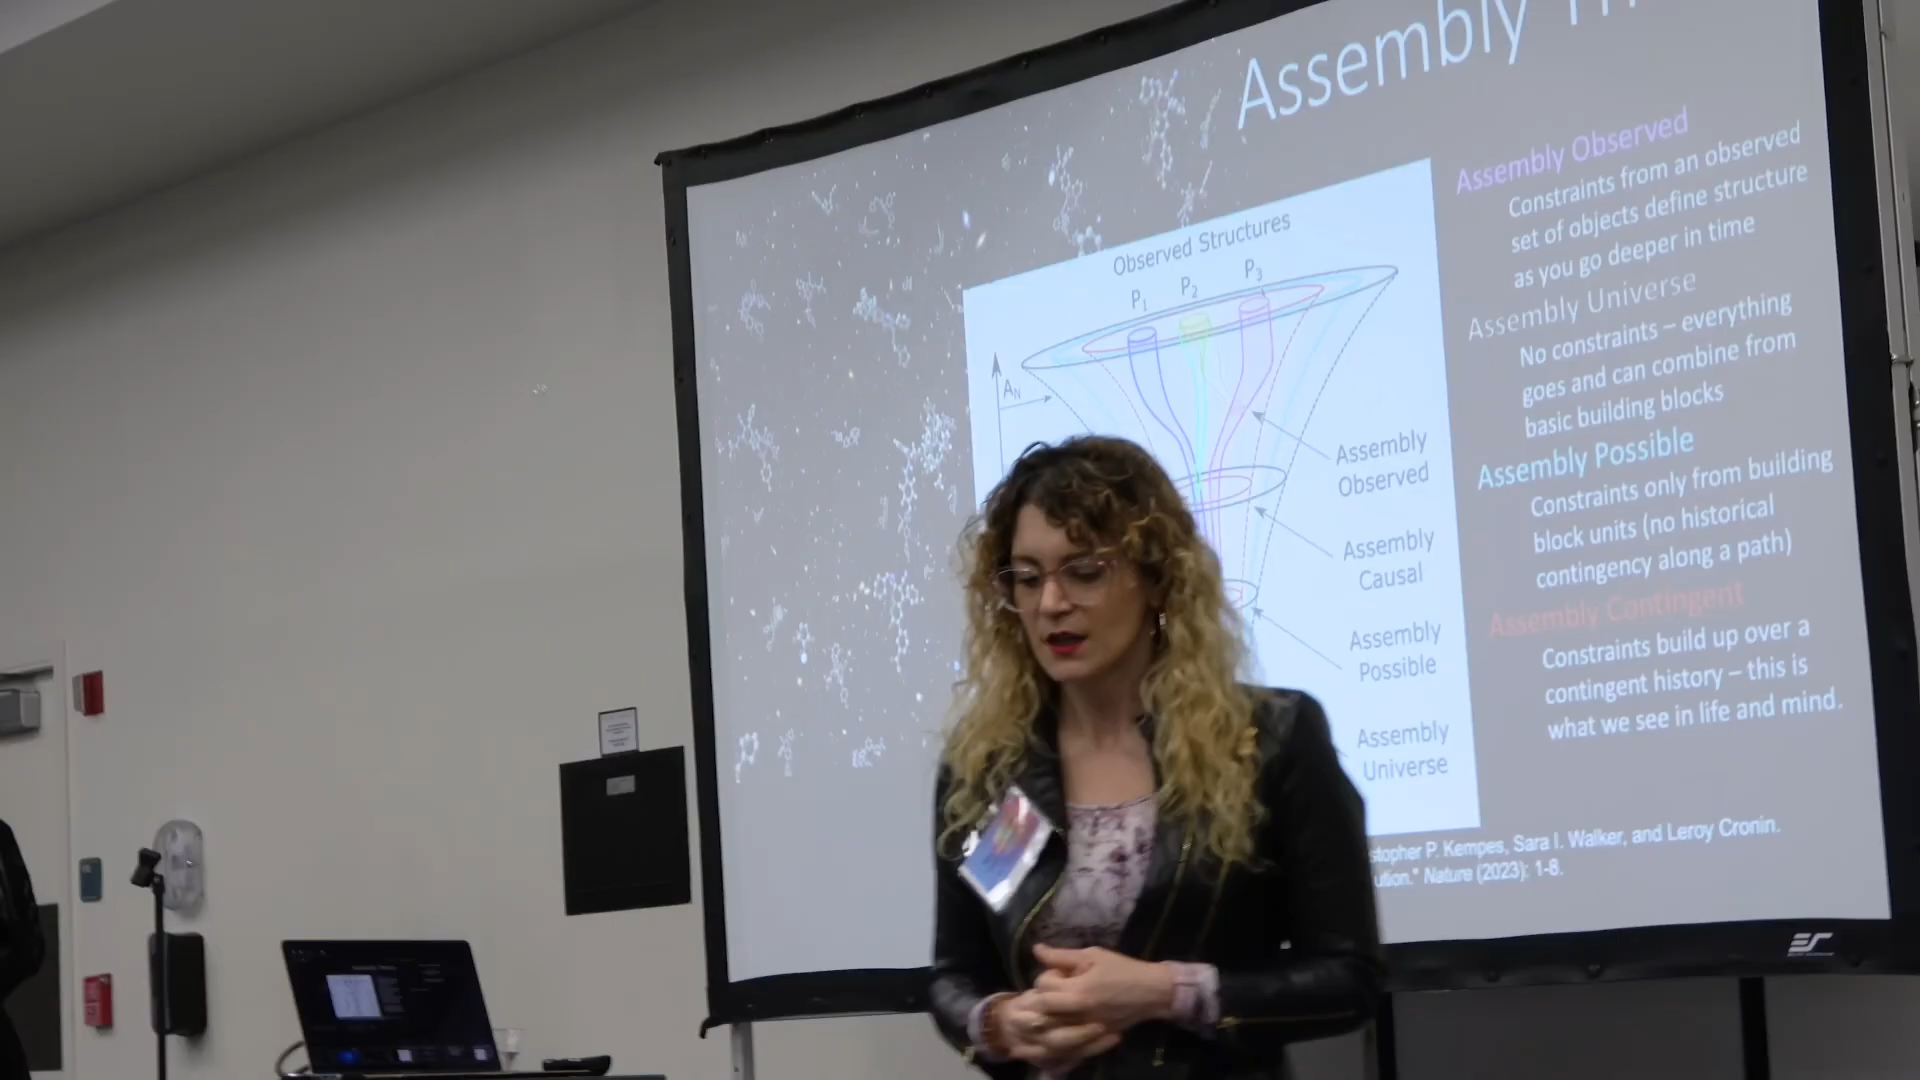 Assembly
Observed Structures
P1
P2
P3
AN
Assembly
Observed
Assembly
Causal
Assembly
Possible
Assembly
Universe
Assembly Observed
Constraints from an observed
set of objects define structure
as you go deeper in time
Assembly Universe
No constraints – everything
goes and can combine from
basic building blocks
Assembly Possible
Constraints only from building
block units (no historical
contingency along a path)
Assembly Contingent
Constraints build up over a
contingent history – this is
what we see in life and mind.
P. Kempes, Sara I. Walker, and Leroy Cronin.
Nature (2023): 1-8.